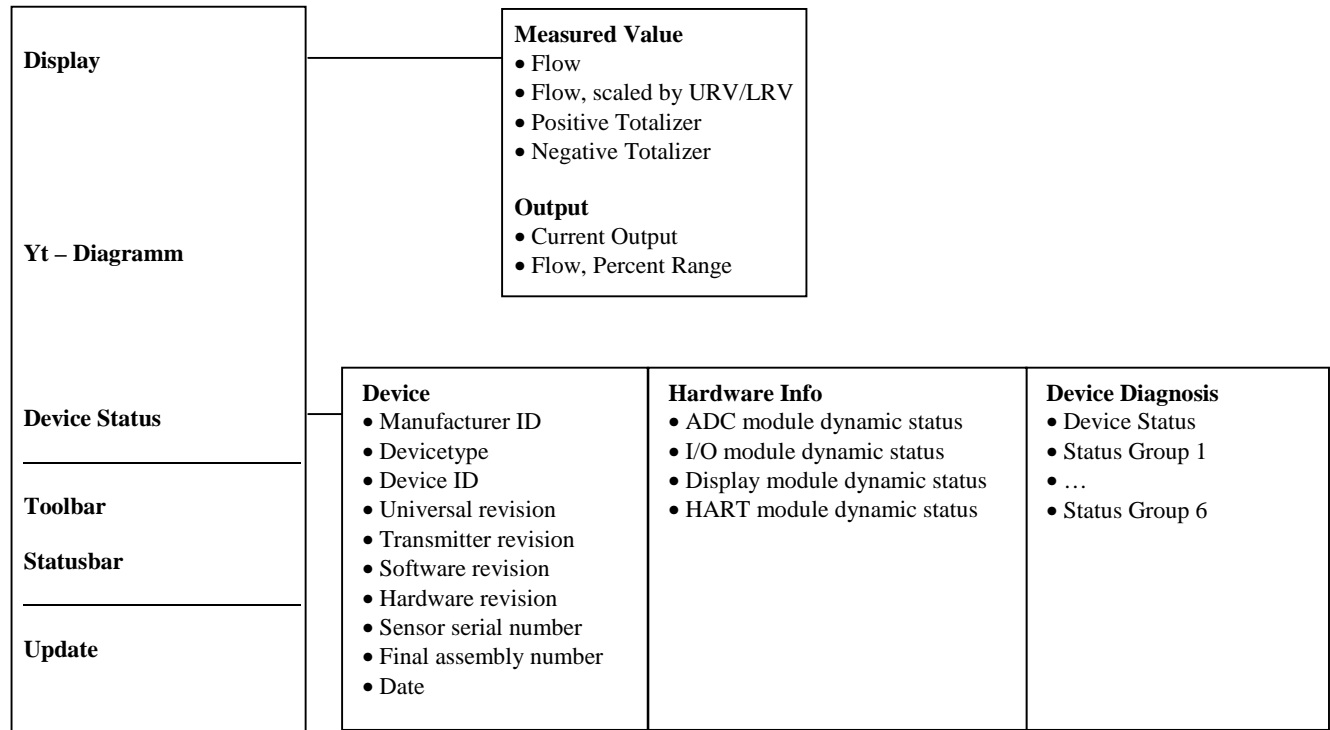 Display
Yt – Diagramm
Device Status
Toolbar
Statusbar
Update
Measured Value
• Flow
• Flow, scaled by URV/LRV
• Positive Totalizer
• Negative Totalizer
Output
• Current Output
• Flow, Percent Range
Device
• Manufacturer ID
• Devicetype
• Device ID
• Universal revision
• Transmitter revision
• Software revision
• Hardware revision
• Sensor serial number
• Final assembly number
• Date
Hardware Info
• ADC module dynamic status
• I/O module dynamic status
• Display module dynamic status
• HART module dynamic status
Device Diagnosis
• Device Status
• Status Group 1
• …
• Status Group 6